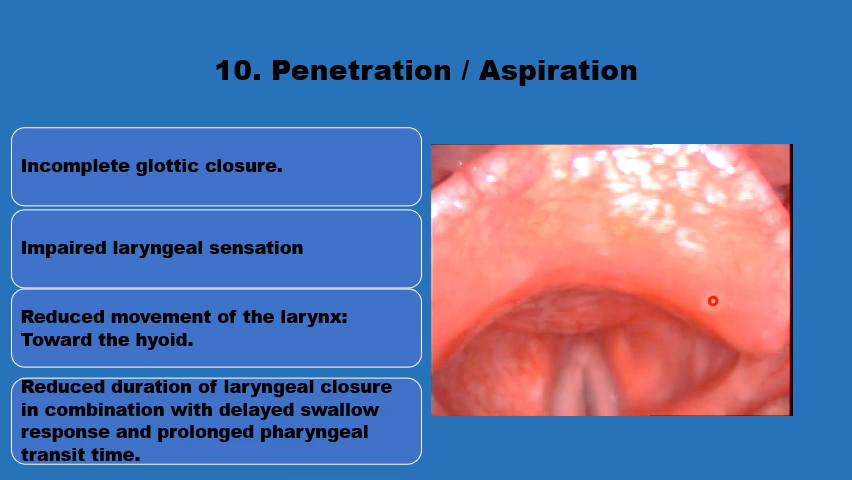 10. Penetration / Aspiration
Incomplete glottic closure.
Impaired laryngeal sensation
Reduced movement of the larynx:
Toward the hyoid.
Reduced duration of laryngeal closure
in combination with delayed swallow
response and prolonged pharyngeal
transit time.